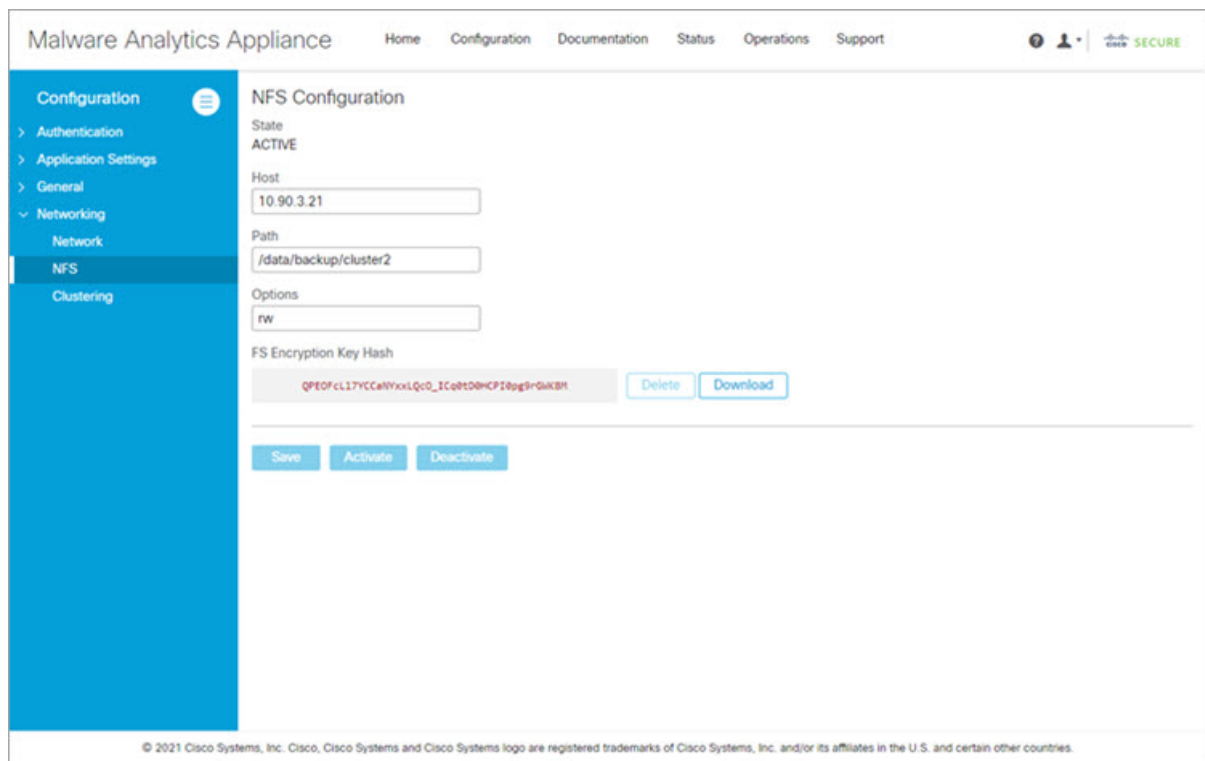 Malware Analytics Appliance Home Configuration Documentation Status Operations Support cisco SECURE
Configuration
Authentication
Application Settings
General
Networking
Network
NFS
Clustering
NFS Configuration
State
ACTIVE
Host
10.90.3.21
Path
/data/backup/cluster2
Options
rw
FS Encryption Key Hash
Delete Download
Save Activate Deactivate
© 2021 Cisco Systems, Inc. Cisco, Cisco Systems and Cisco Systems logo are registered trademarks of Cisco Systems, Inc. and/or its affiliates in the U.S. and certain other countries.